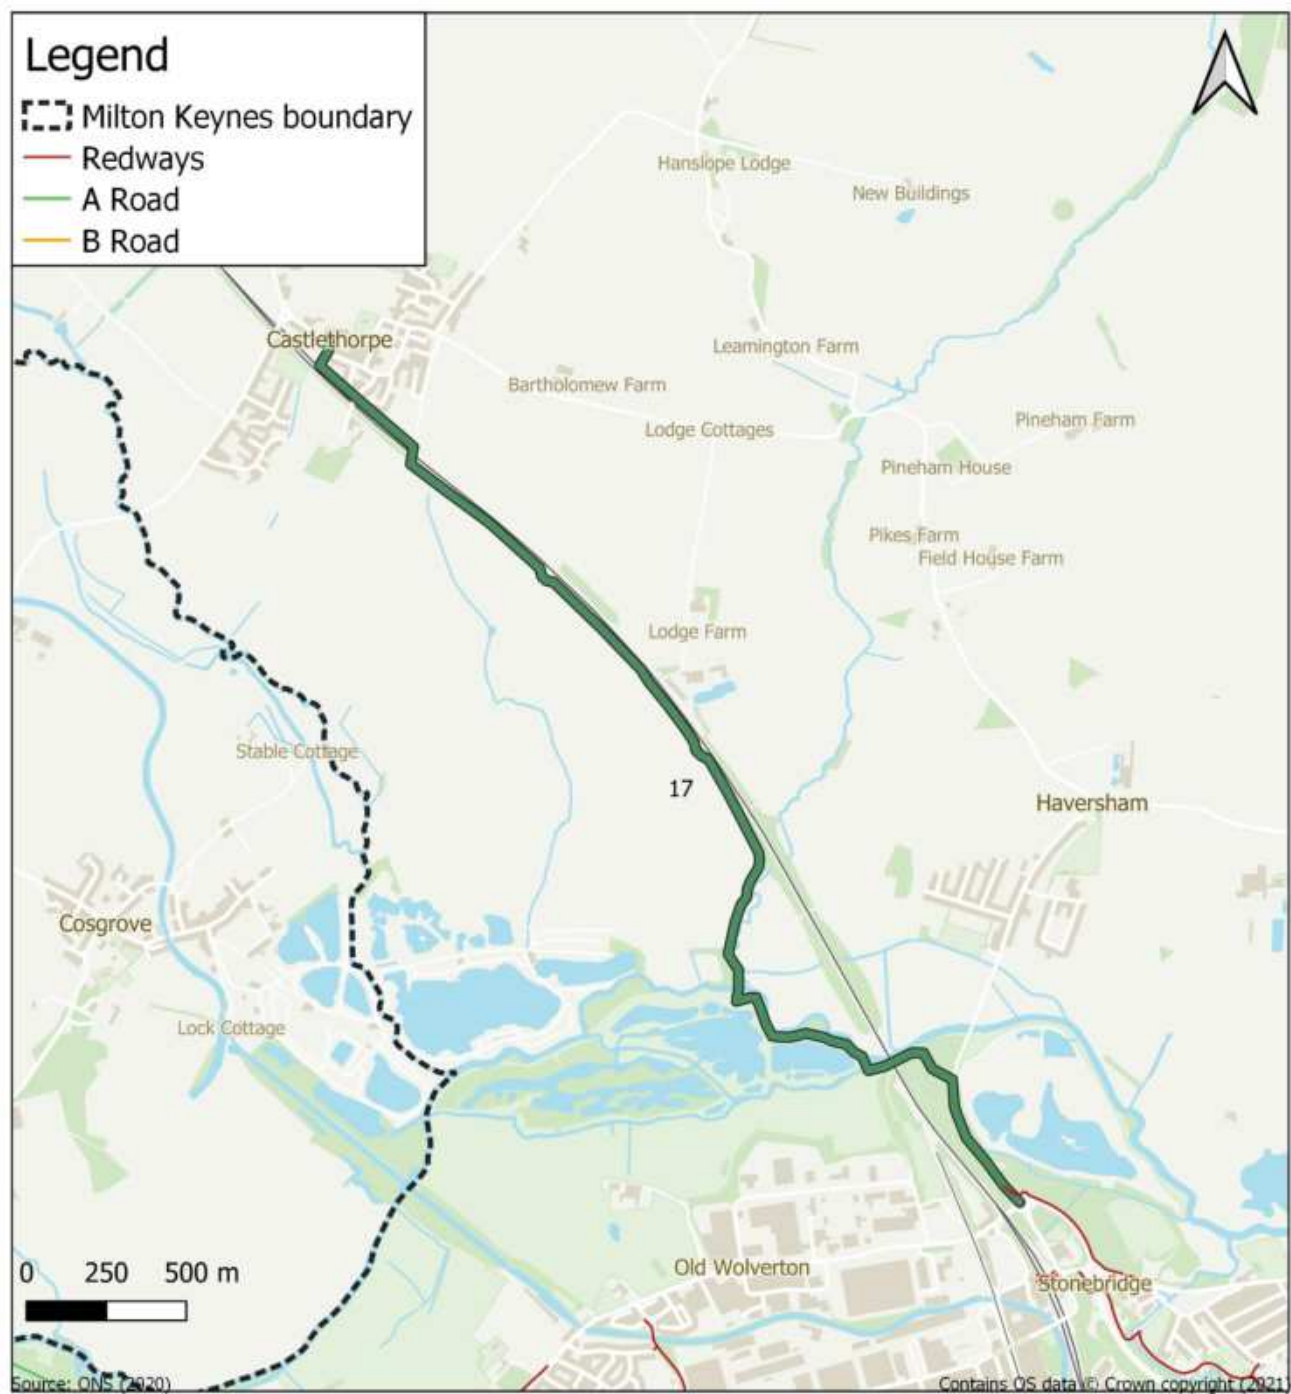 Legend
Milton Keynes boundary
Redways
A Road
B Road
Hanslope Lodge
New Buildings
Castlethorpe
Leamington Farm
Bartholomew Farm
Pineham Farm
Lodge Cottages
Pineham House
Pikes Farm
Field House Farm
Lodge Farm
Stable Cottage
17
Haversham
Cosgrove
Lock Cottage
Old Wolverton
Stonebridge
0 250 500 m
Source: ONS (2020)
Contains OS data © Crown copyright (2021)